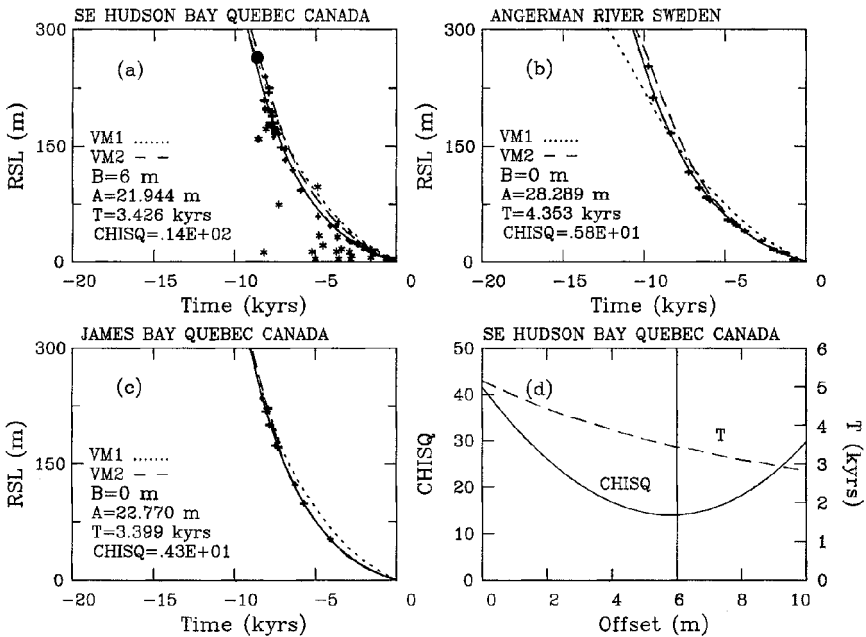 SE HUDSON BAY QUEBEC CANADA
300
150
0
RSL (m)
(a)
VM1 ......
VM2 — —
B=6 m
A=21.944 m
T=3.426 kyrs
CHISQ=.14E+02
−20 −15 −10 −5 0
Time (kyrs)
ANGERMAN RIVER SWEDEN
300
150
0
RSL (m)
(b)
VM1 ......
VM2 — —
B=0 m
A=28.289 m
T=4.353 kyrs
CHISQ=.58E+01
−20 −15 −10 −5 0
Time (kyrs)
JAMES BAY QUEBEC CANADA
300
150
0
RSL (m)
(c)
VM1 ......
VM2 — —
B=0 m
A=22.770 m
T=3.399 kyrs
CHISQ=.43E+01
−20 −15 −10 −5 0
Time (kyrs)
SE HUDSON BAY QUEBEC CANADA
50
40
30
20
10
0
CHISQ
(d)
T
CHISQ
6
5
4
3
2
1
0
T (kyrs)
0 2 4 6 8 10
Offset (m)